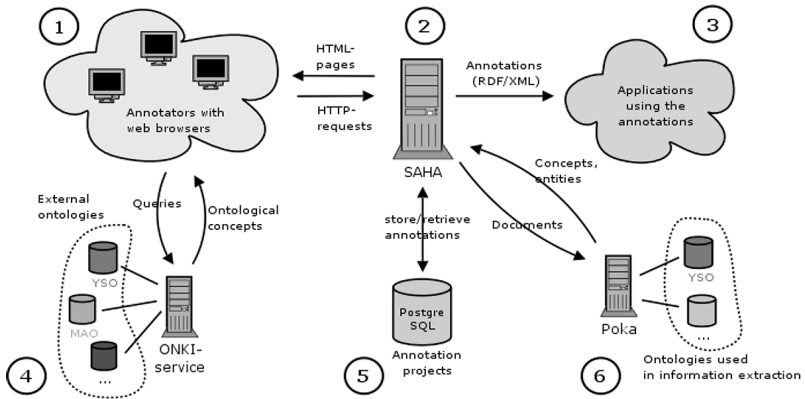 1
2
3
HTML-
pages
HTTP-
requests
Annotators with
web browsers
Annotations
(RDF/XML)
Applications
using the
annotations
SAHA
Concepts,
entities
External
ontologies
Queries
Ontological
concepts
store/retrieve
annotations
Documents
YSO
MAO
...
ONKI-
service
Postgre
SQL
Annotation
projects
Poka
YSO
...
4
5
6
Ontologies used
in information extraction